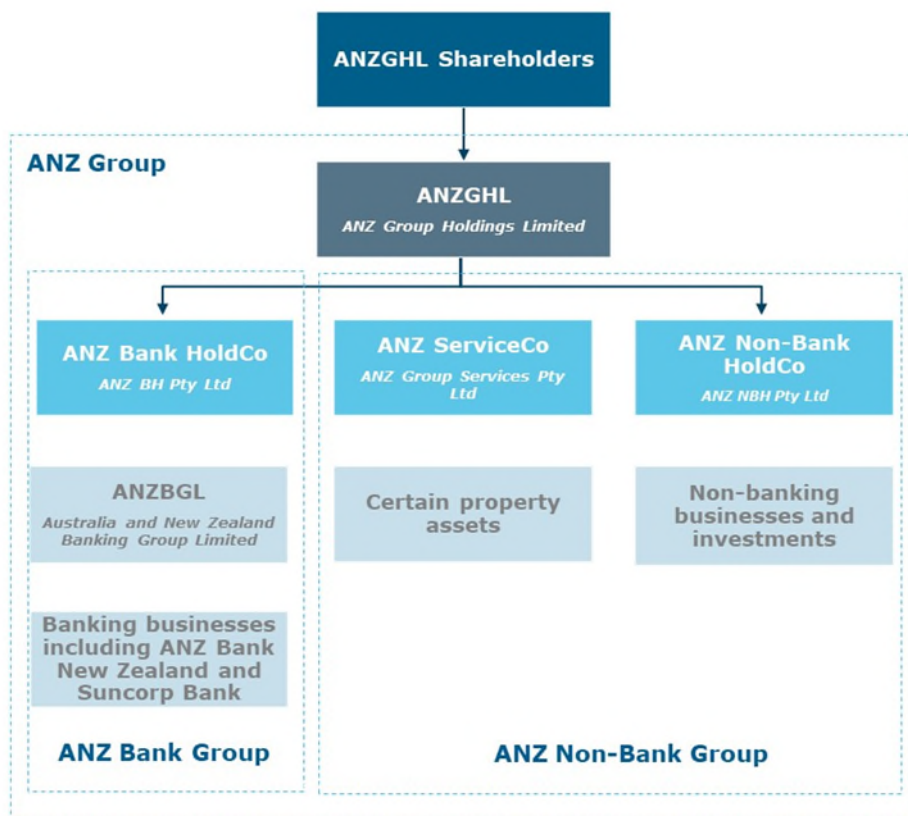 ANZGHL Shareholders
ANZ Group
ANZGHL
ANZ Group Holdings Limited
ANZ Bank HoldCo
ANZ BH Pty Ltd
ANZ ServiceCo
ANZ Group Services Pty
Ltd
ANZ Non-Bank
HoldCo
ANZ NBH Pty Ltd
ANZBGL
Australia and New Zealand
Banking Group Limited
Certain property
assets
Non-banking
businesses and
investments
Banking businesses
including ANZ Bank
New Zealand and
Suncorp Bank
ANZ Bank Group
ANZ Non-Bank Group